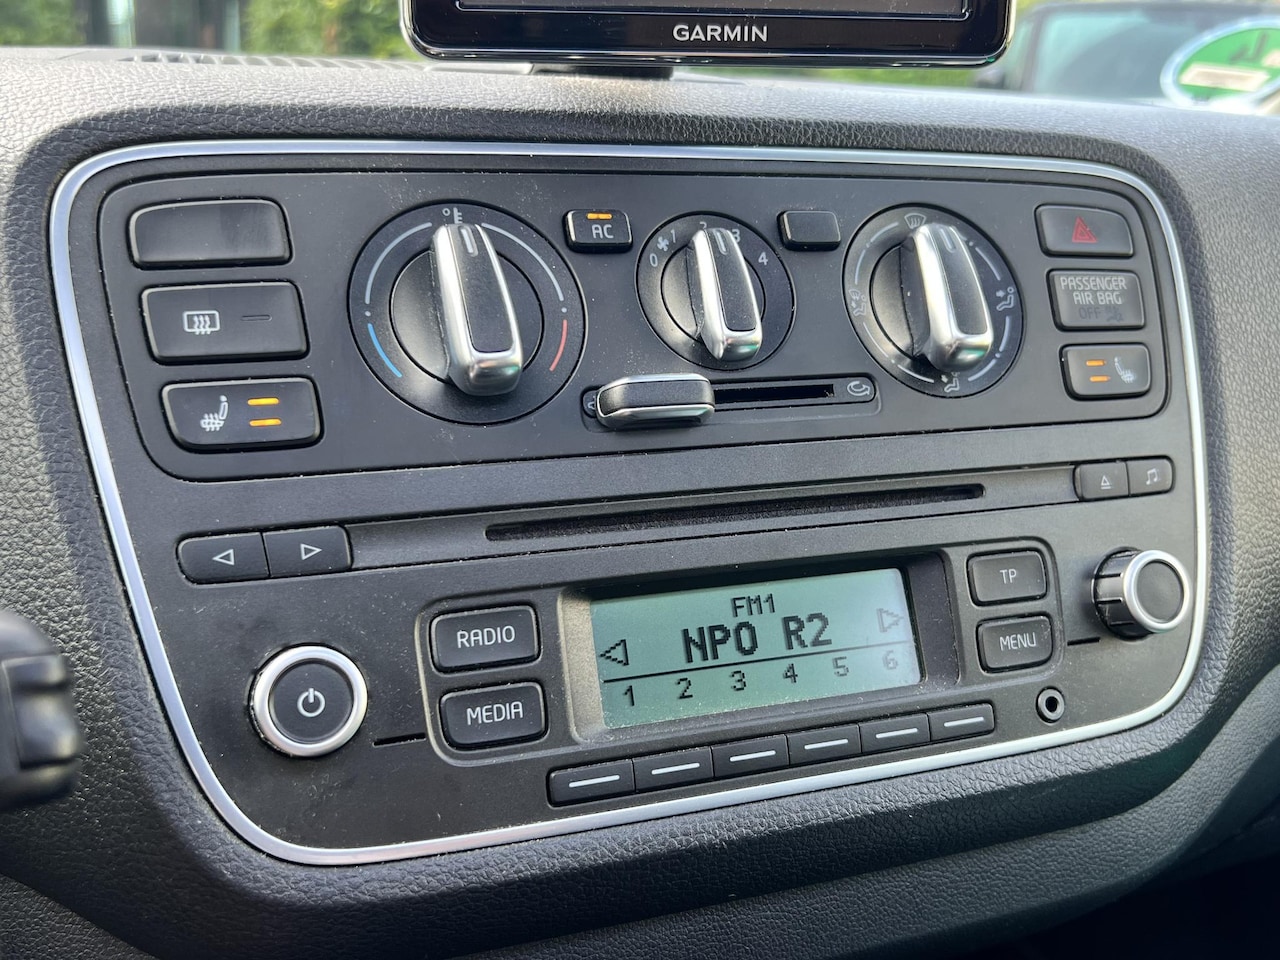 GARMIN
AC
0 1 2 3 4
PASSENGER
AIR BAG
OFF
RADIO
MEDIA
FM1
NPO R2
1 2 3 4 5 6
TP
MENU